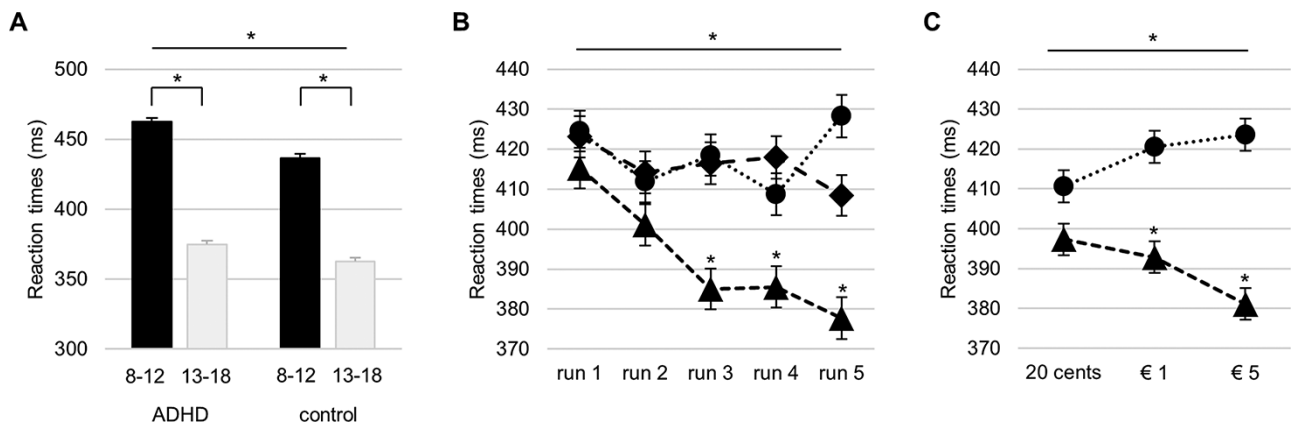 A
*
Reaction times (ms)
500
450
400
350
300
*
*
8-12 13-18 8-12 13-18
ADHD control
B
*
Reaction times (ms)
440
430
420
410
400
390
380
370
* * *
run 1 run 2 run 3 run 4 run 5
C
*
Reaction times (ms)
440
430
420
410
400
390
380
370
*
*
20 cents € 1 € 5